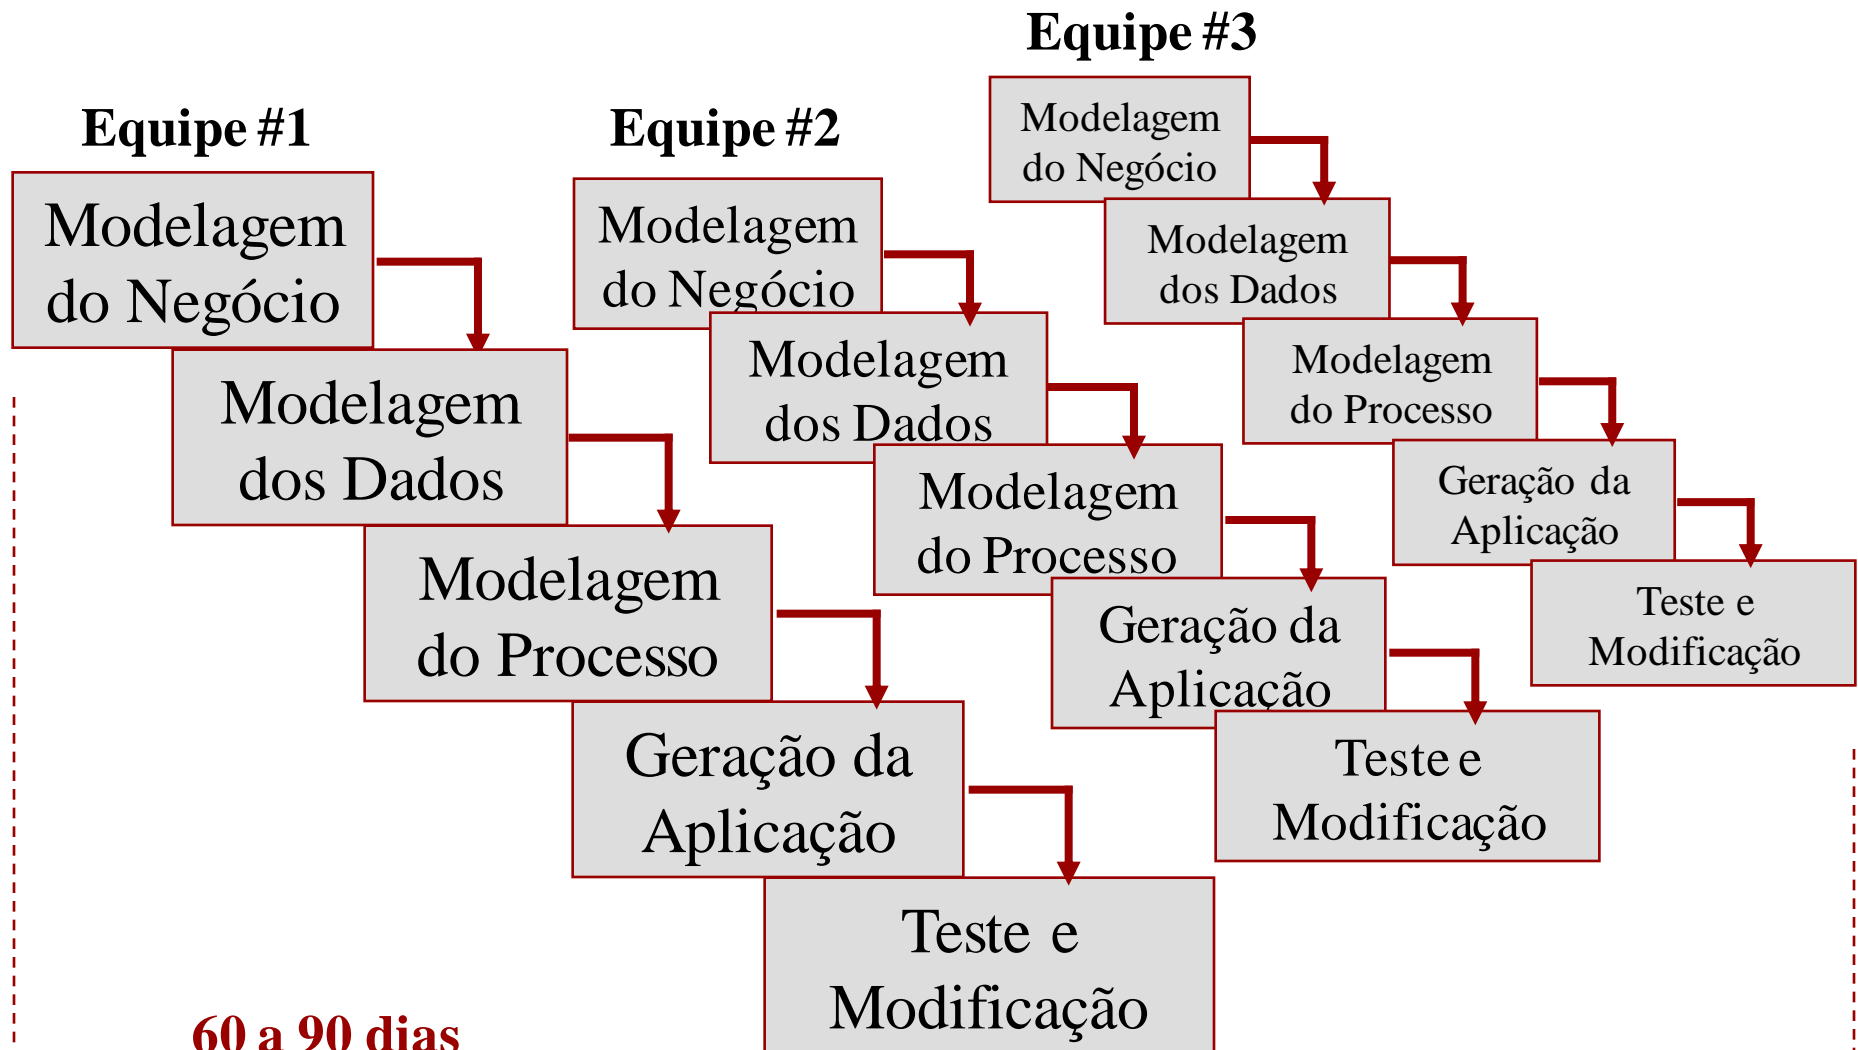 Equipe #1
Modelagem
do Negócio
Modelagem
dos Dados
Modelagem
do Processo
Geração da
Aplicação
Teste e
Modificação
Equipe #2
Modelagem
do Negócio
Modelagem
dos Dados
Modelagem
do Processo
Geração da
Aplicação
Teste e
Modificação
Equipe #3
Modelagem
do Negócio
Modelagem
dos Dados
Modelagem
do Processo
Geração da
Aplicação
Teste e
Modificação
60 a 90 dias